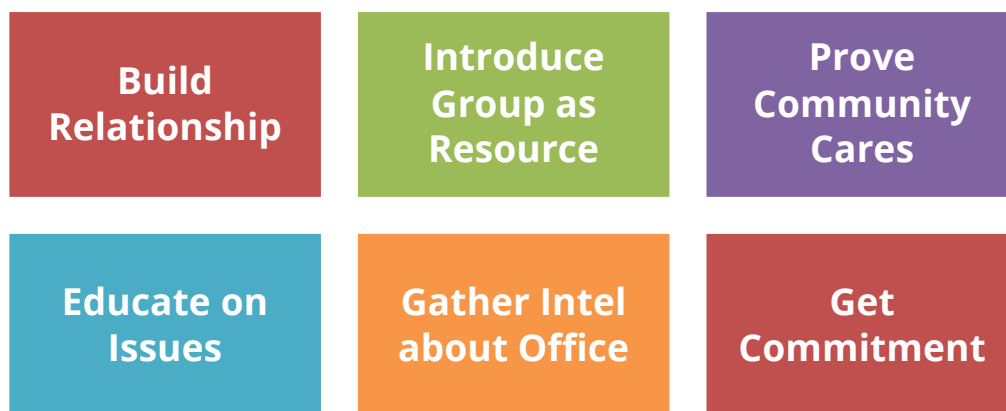 Build
Relationship
Introduce
Group as
Resource
Prove
Community
Cares
Educate on
Issues
Gather Intel
about Office
Get
Commitment